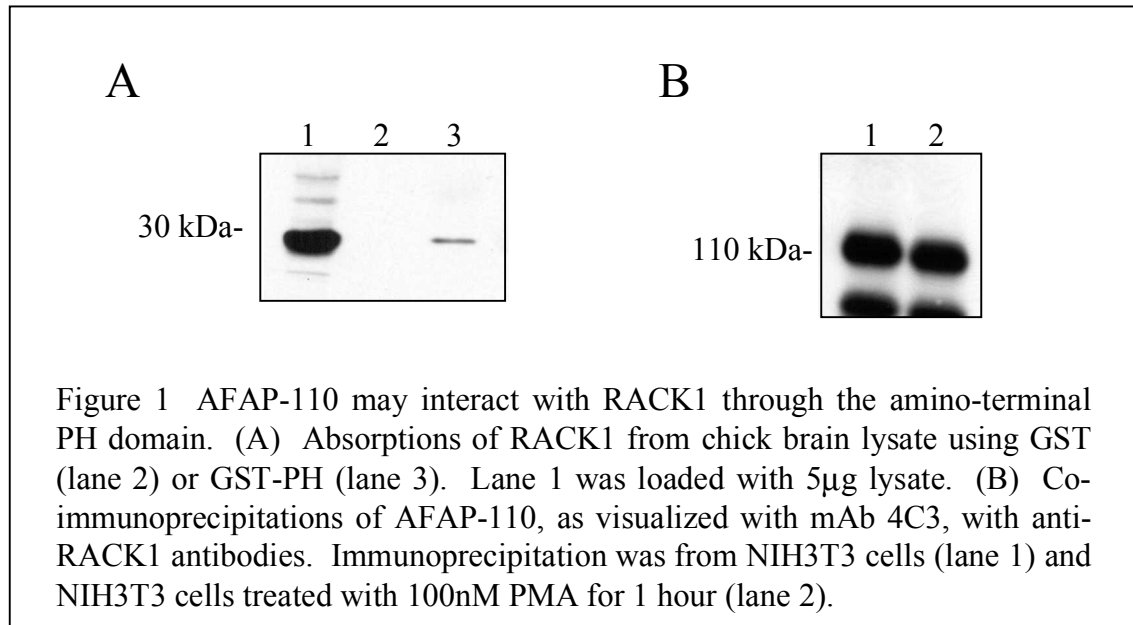 A
B
1 2 3
1 2
30 kDa-
110 kDa-
Figure 1 AFAP-110 may interact with RACK1 through the amino-terminal
PH domain. (A) Absorptions of RACK1 from chick brain lysate using GST
(lane 2) or GST-PH (lane 3). Lane 1 was loaded with 5μg lysate. (B) Co-
immunoprecipitations of AFAP-110, as visualized with mAb 4C3, with anti-
RACK1 antibodies. Immunoprecipitation was from NIH3T3 cells (lane 1) and
NIH3T3 cells treated with 100nM PMA for 1 hour (lane 2).